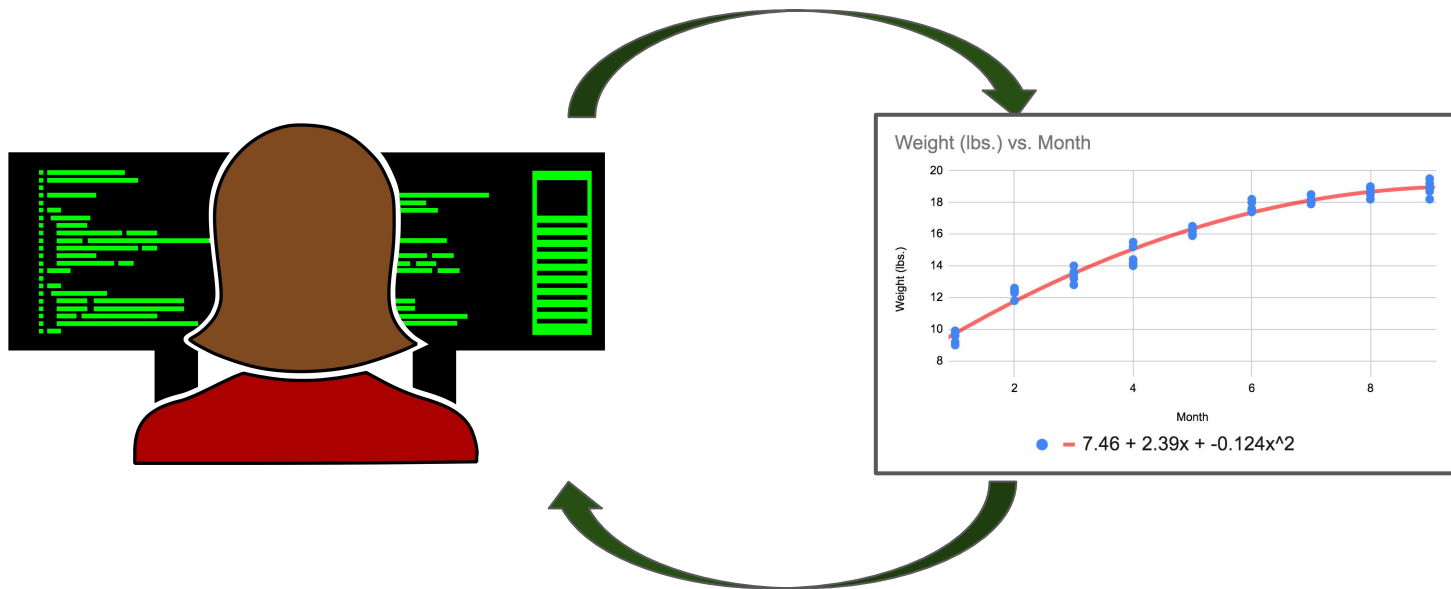 Weight (lbs.) vs. Month
20
18
16
14
12
10
8
Weight (lbs.)
2 4 6 8
Month
7.46 + 2.39x + -0.124x^2